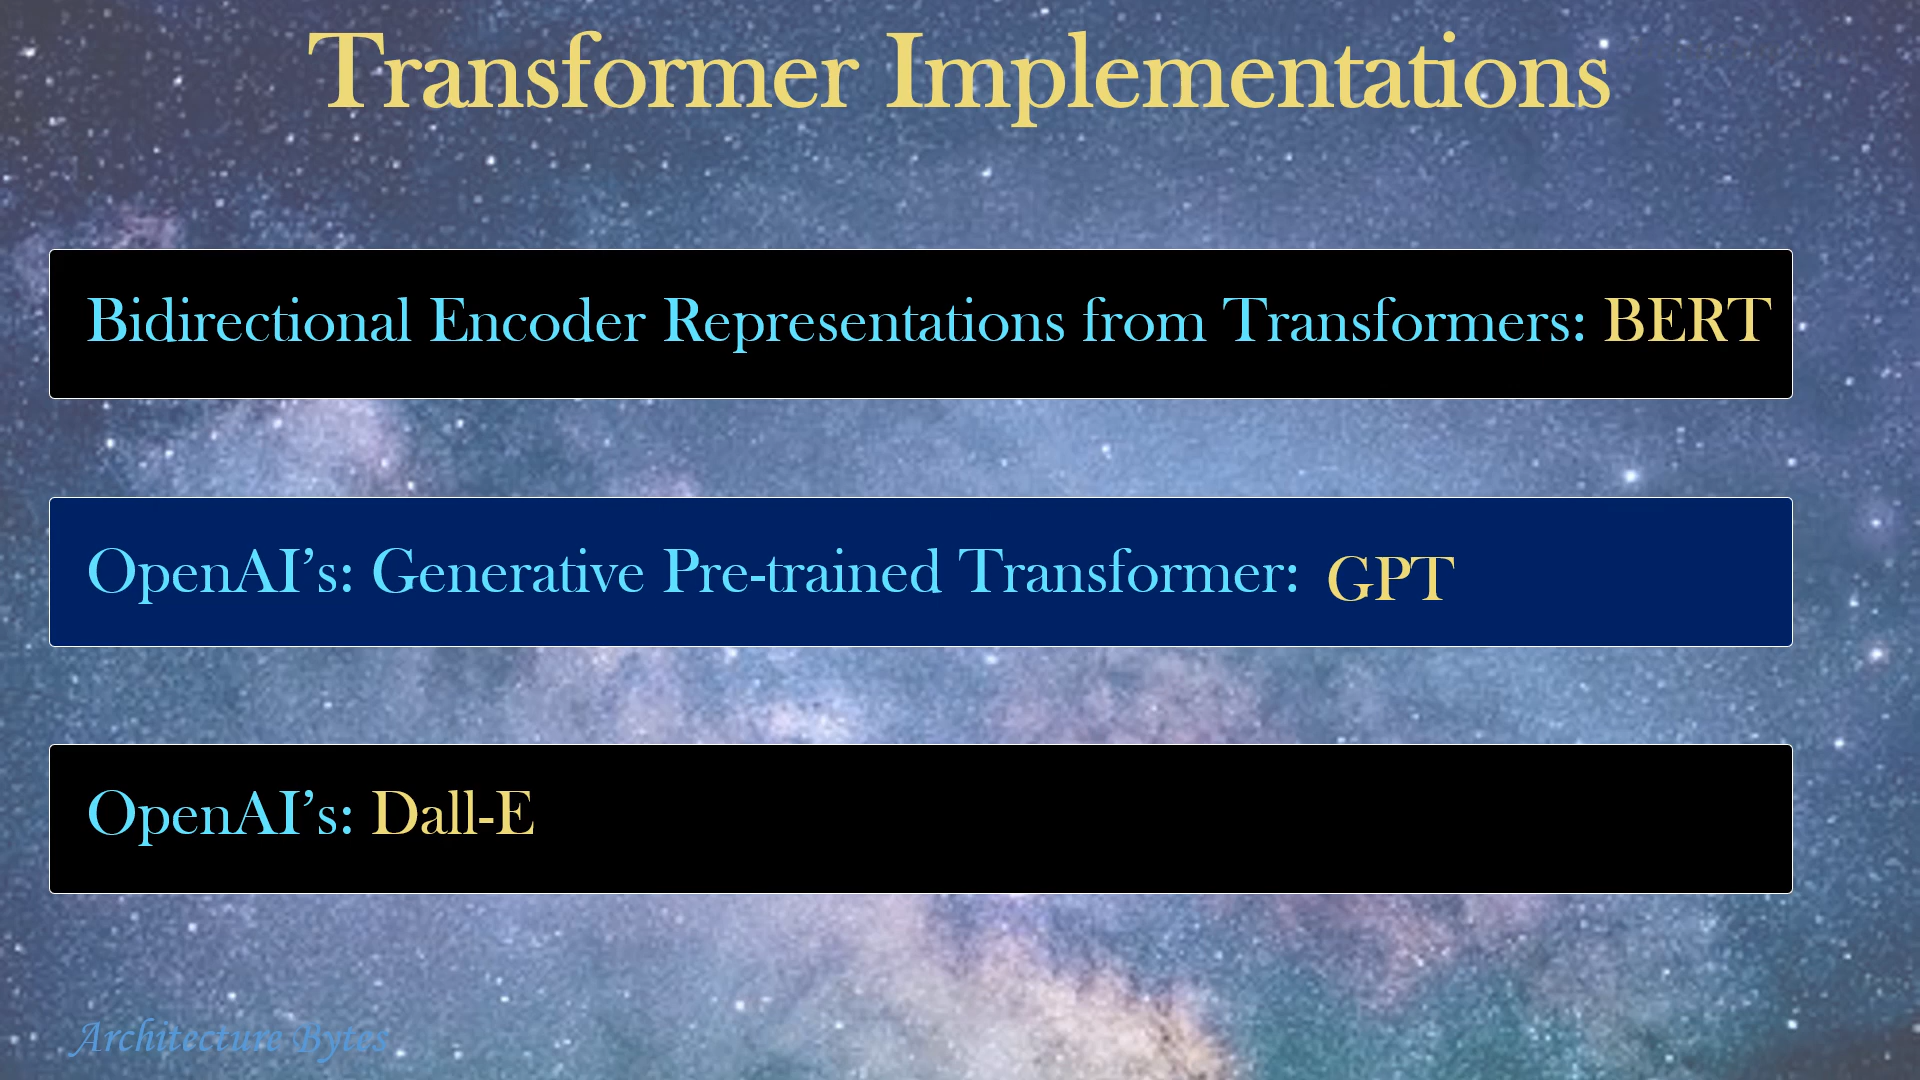 Transformer Implementations
Bidirectional Encoder Representations from Transformers: BERT
OpenAI’s: Generative Pre-trained Transformer: GPT
OpenAI’s: Dall-E
Architecture Bytes